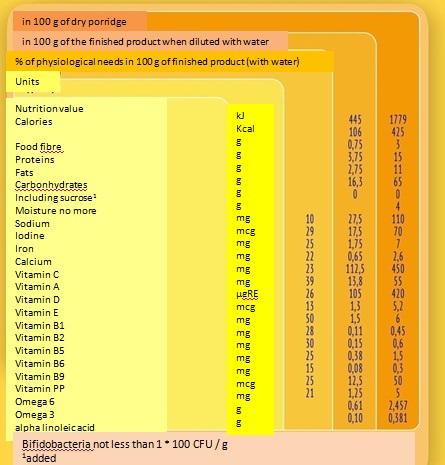 in 100 g of dry porridge
in 100 g of the finished product when diluted with water
% of physiological needs in 100 g of finished product (with water)
Units
Nutritionvalue
Calories
Food fibre
Proteins
Fats
Carbonhydrates
Including sucrose¹
Moisture no more
Sodium
Iodine
Iron
Calcium
Vitamin C
Vitamin A
Vitamin D
Vitamin E
Vitamin B1
Vitamin B2
Vitamin B5
Vitamin B6
Vitamin B9
Vitamin PP
Omega 6
Omega 3
alpha linoleic acid
kJ
Kcal
g
g
g
g
g
g
mg
mcg
mg
mg
mg
mg
µgRE
mcg
mg
mg
mg
mg
mg
mcg
mg
g
g
10
29
25
22
23
39
26
13
50
28
30
25
15
25
21
445
106
0,75
3,75
2,75
16,3
0
27,5
17,5
1,75
0,65
112,5
13,8
105
1,3
1,5
0,11
0,15
0,38
0,08
12,5
1,25
0,61
0,10
1779
425
3
15
11
65
0
4
110
70
7
2,6
450
55
420
5,2
6
0,45
0,6
1,5
0,3
50
5
2,457
0,381
Bifidobacteria not less than 1 * 100 CFU / g
¹added